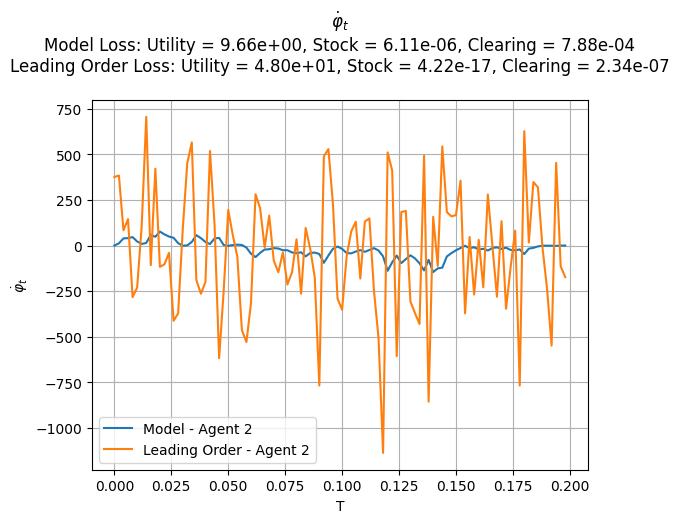 φ̇_t
Model Loss: Utility = 9.66e+00, Stock = 6.11e-06, Clearing = 7.88e-04
Leading Order Loss: Utility = 4.80e+01, Stock = 4.22e-17, Clearing = 2.34e-07
750
500
250
0
−250
−500
−750
−1000
φ̇_t
Model - Agent 2
Leading Order - Agent 2
0.000 0.025 0.050 0.075 0.100 0.125 0.150 0.175 0.200
T